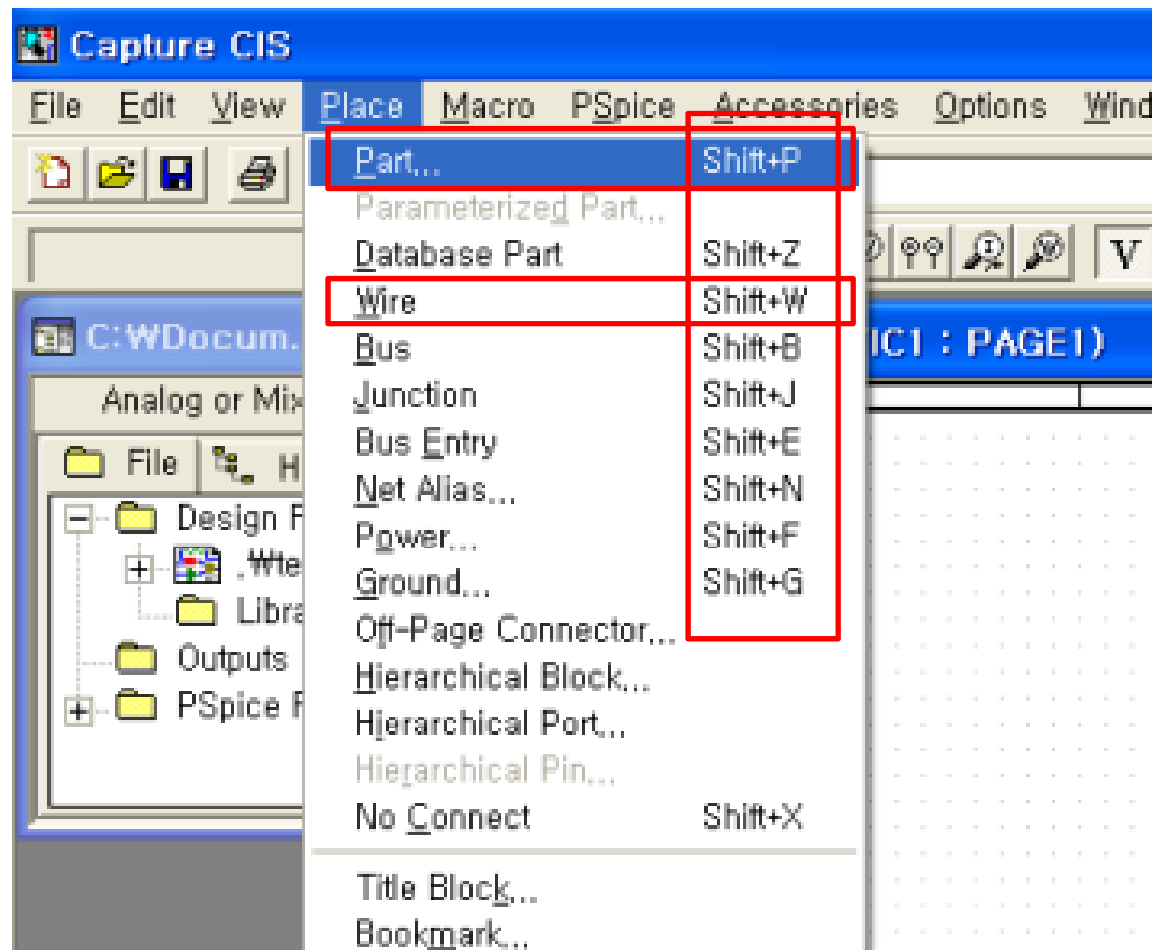 Capture CIS
File Edit View Place Macro PSpice Accessories Options Wind
Part... Shift+P
Parameterized Part...
Database Part Shift+Z
V
Wire Shift+W
C:₩Docum. IC1 : PAGE1)
Bus Shift+B
Analog or Mix
Junction Shift+J
File H
Bus Entry Shift+E
Net Alias... Shift+N
Design F
Power... Shift+F
.₩te
Ground... Shift+G
Libra
Off-Page Connector...
Outputs
Hierarchical Block...
PSpice F
Hierarchical Port...
Hierarchical Pin...
No Connect Shift+X
Title Block...
Bookmark...